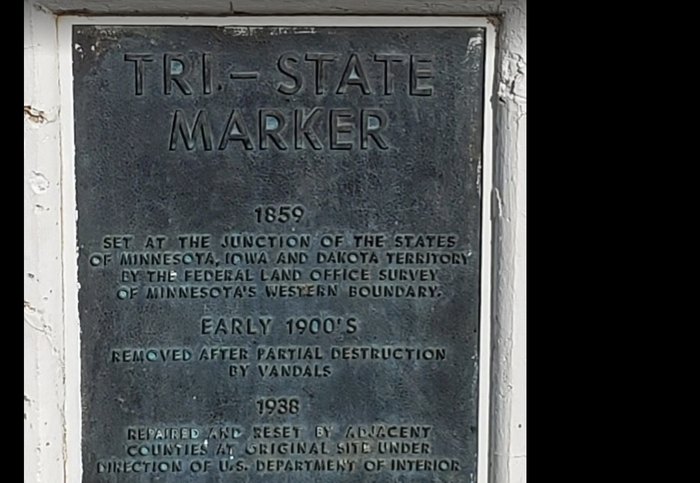 TRI.–STATE
MARKER
1859
SET AT THE JUNCTION OF THE STATES
OF MINNESOTA, IOWA AND DAKOTA TERRITORY
BY THE FEDERAL LAND OFFICE SURVEY
OF MINNESOTA'S WESTERN BOUNDARY.
EARLY 1900'S
REMOVED AFTER PARTIAL DESTRUCTION
BY VANDALS
1938
REPAIRED AND RESET BY ADJACENT
COUNTIES AT ORIGINAL SITE UNDER
DIRECTION OF U.S. DEPARTMENT OF INTERIOR